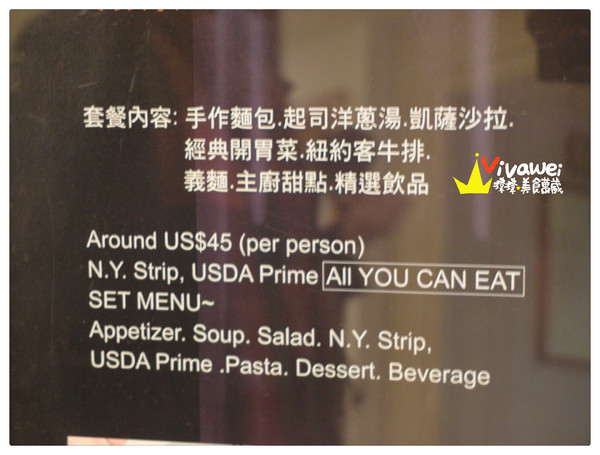 套餐內容: 手作麵包.起司洋蔥湯.凱薩沙拉.
經典開胃菜.紐約客牛排.
義麵.主廚甜點.精選飲品
Vivawei
Around US$45 (per person)
N.Y. Strip, USDA Prime All YOU CAN EAT
SET MENU~
Appetizer. Soup. Salad. N.Y. Strip,
USDA Prime .Pasta. Dessert. Beverage